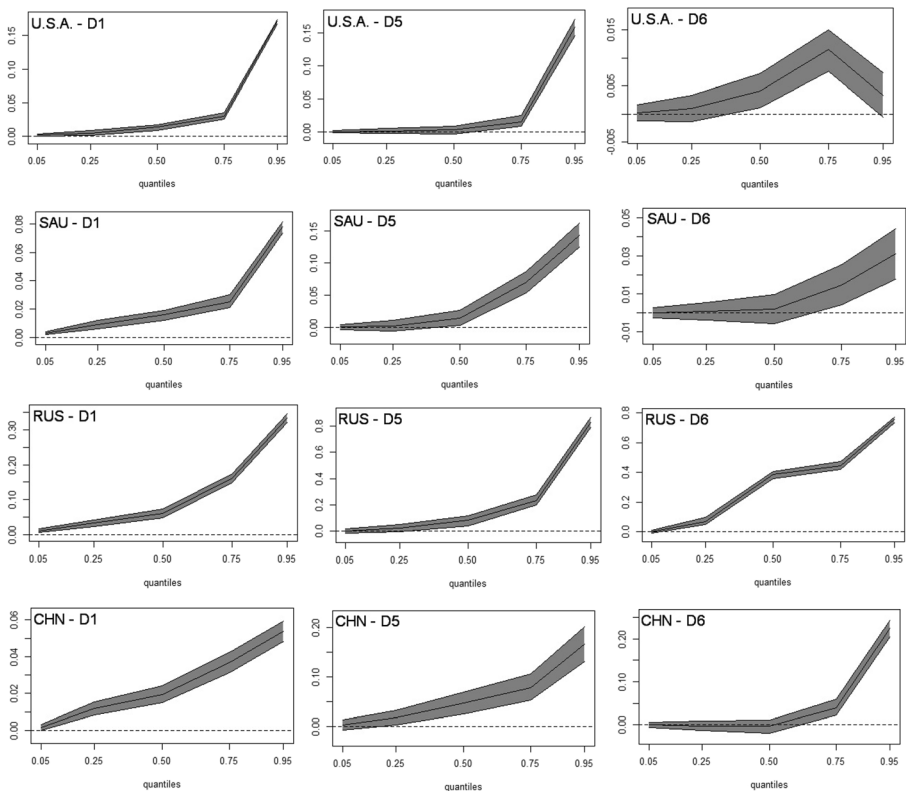 U.S.A. - D1
0.00 0.05 0.15
0.05 0.25 0.50 0.75 0.95
quantiles
U.S.A. - D5
0.00 0.05 0.15
0.05 0.25 0.50 0.75 0.95
quantiles
U.S.A. - D6
-0.005 0.005 0.015
0.05 0.25 0.50 0.75 0.95
quantiles
SAU - D1
0.00 0.02 0.04 0.06 0.08
0.05 0.25 0.50 0.75 0.95
quantiles
SAU - D5
0.00 0.05 0.10 0.15
0.05 0.25 0.50 0.75 0.95
quantiles
SAU - D6
-0.01 0.01 0.03 0.05
0.05 0.25 0.50 0.75 0.95
quantiles
RUS - D1
0.00 0.10 0.20 0.30
0.05 0.25 0.50 0.75 0.95
quantiles
RUS - D5
0.0 0.2 0.4 0.6 0.8
0.05 0.25 0.50 0.75 0.95
quantiles
RUS - D6
0.0 0.2 0.4 0.6 0.8
0.05 0.25 0.50 0.75 0.95
quantiles
CHN - D1
0.00 0.02 0.04 0.06
0.05 0.25 0.50 0.75 0.95
quantiles
CHN - D5
0.00 0.10 0.20
0.05 0.25 0.50 0.75 0.95
quantiles
CHN - D6
0.00 0.10 0.20
0.05 0.25 0.50 0.75 0.95
quantiles